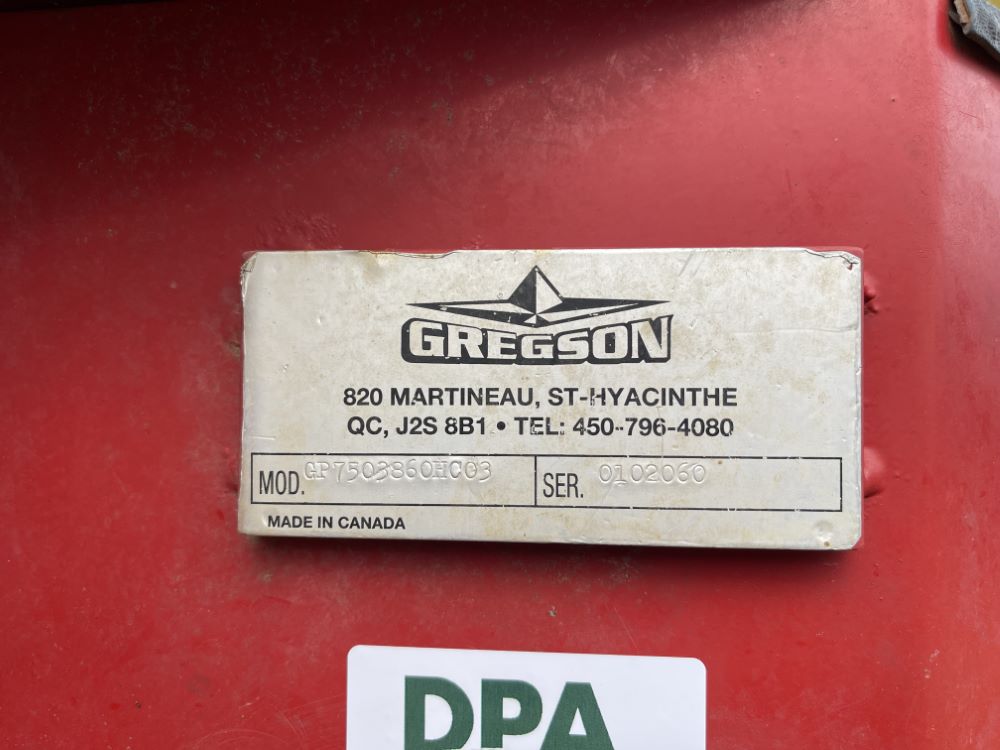 GREGSON
820 MARTINEAU, ST-HYACINTHE
QC, J2S 8B1 • TEL: 450-796-4080
MOD. GP7503860HC03 SER. 0102060
MADE IN CANADA
DPA